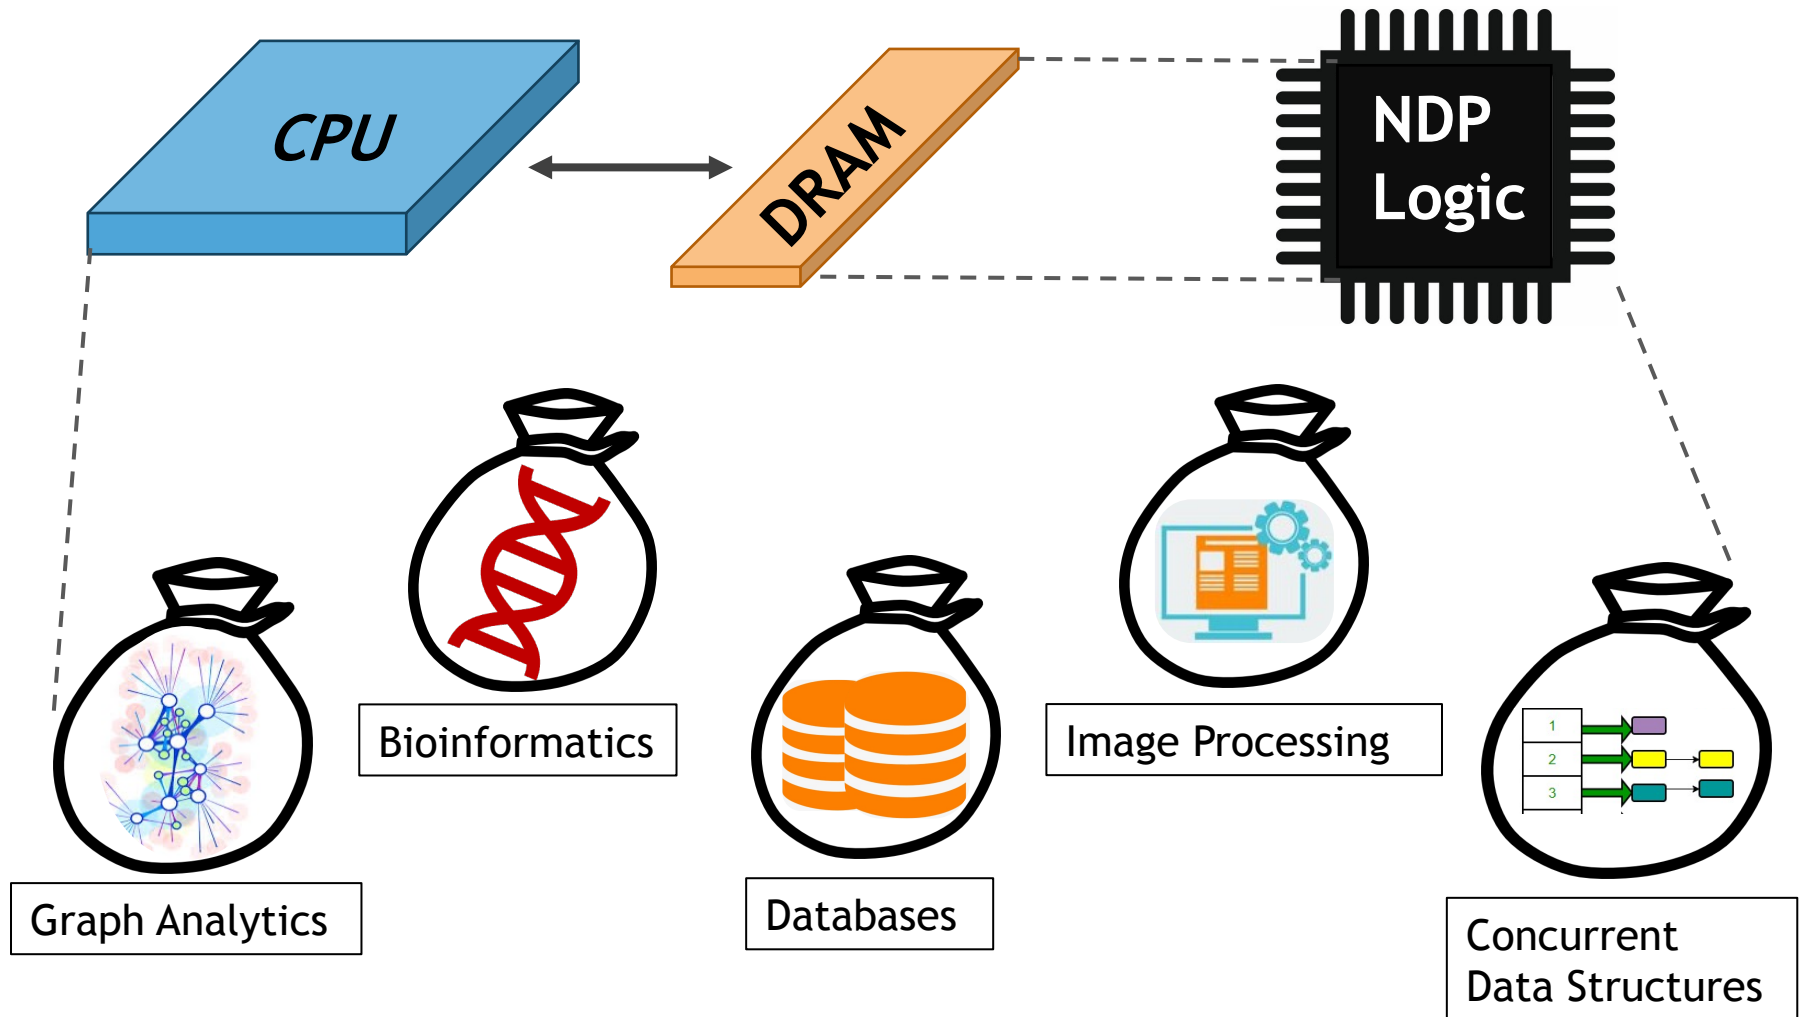 CPU
DRAM
NDP
Logic
Bioinformatics
Image Processing
1
2
3
Graph Analytics
Databases
Concurrent
Data Structures